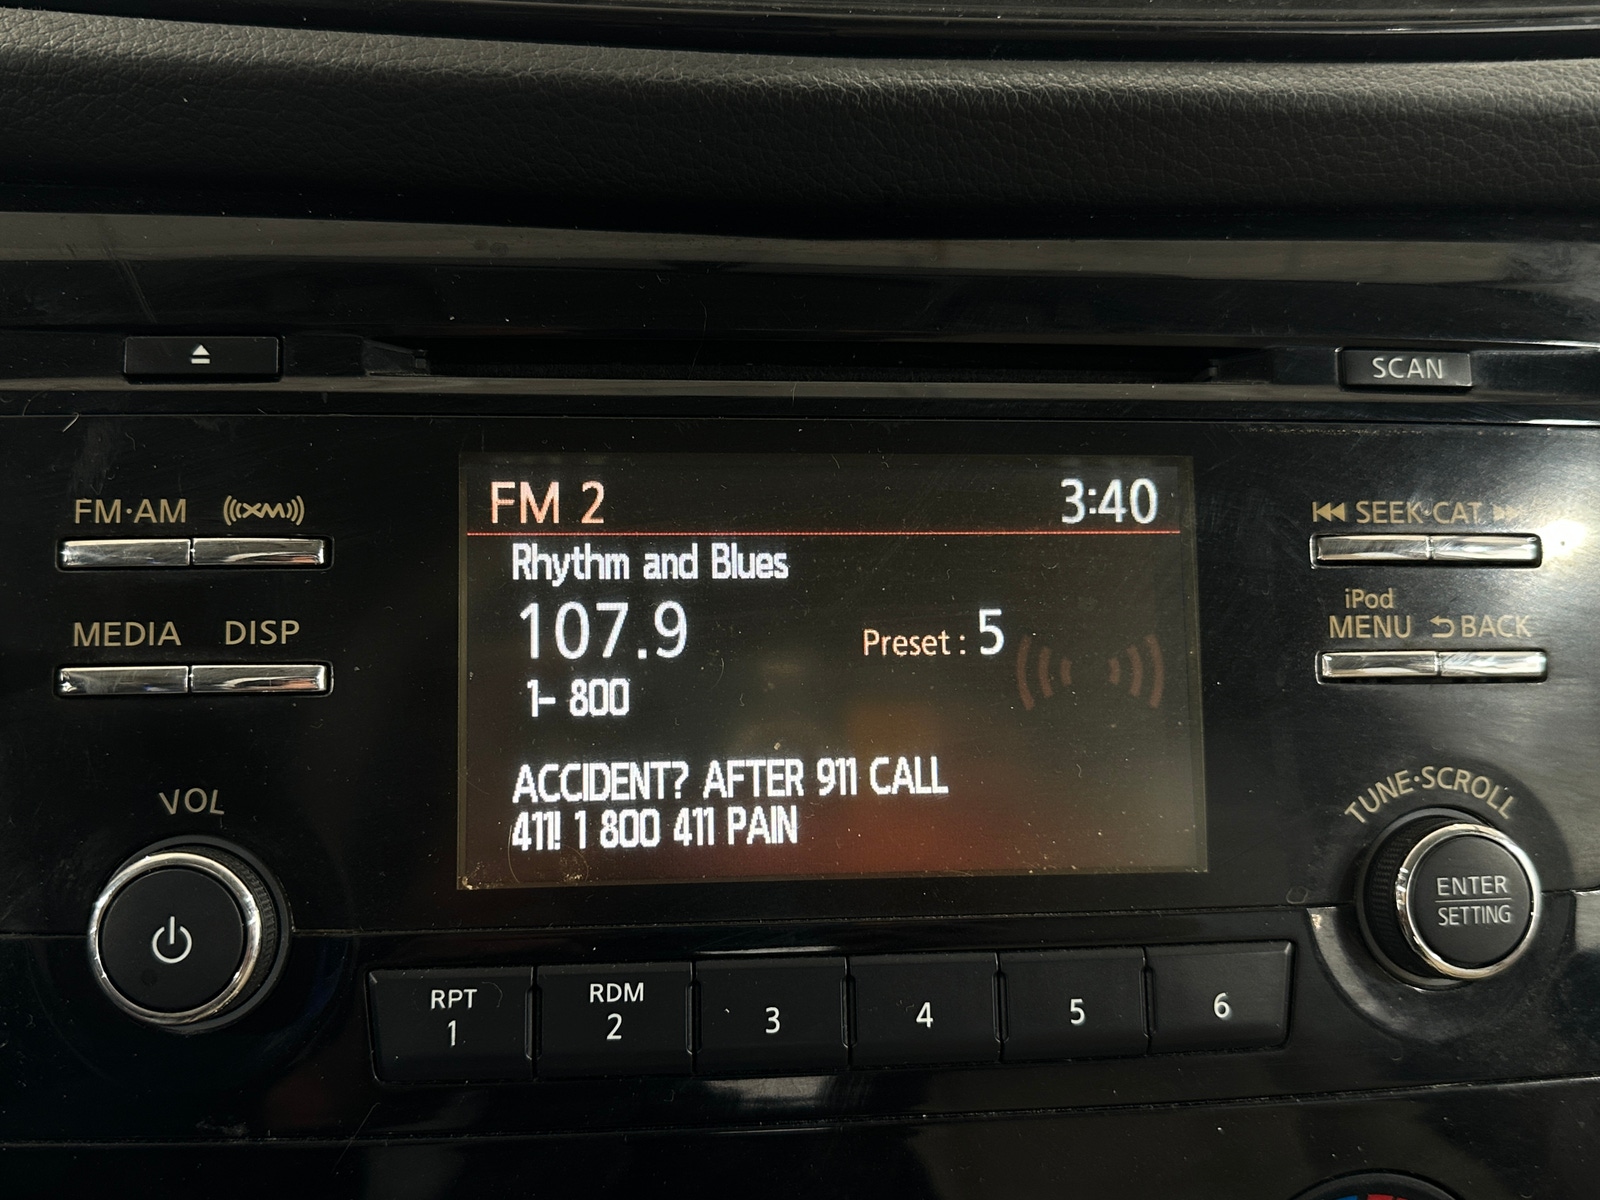 SCAN
FM·AM
XM
MEDIA
DISP
VOL
FM 2
3:40
Rhythm and Blues
107.9
Preset : 5
1- 800
ACCIDENT? AFTER 911 CALL
411! 1 800 411 PAIN
SEEK·CAT
iPod
MENU
BACK
TUNE·SCROLL
ENTER
SETTING
RPT
1
RDM
2
3
4
5
6